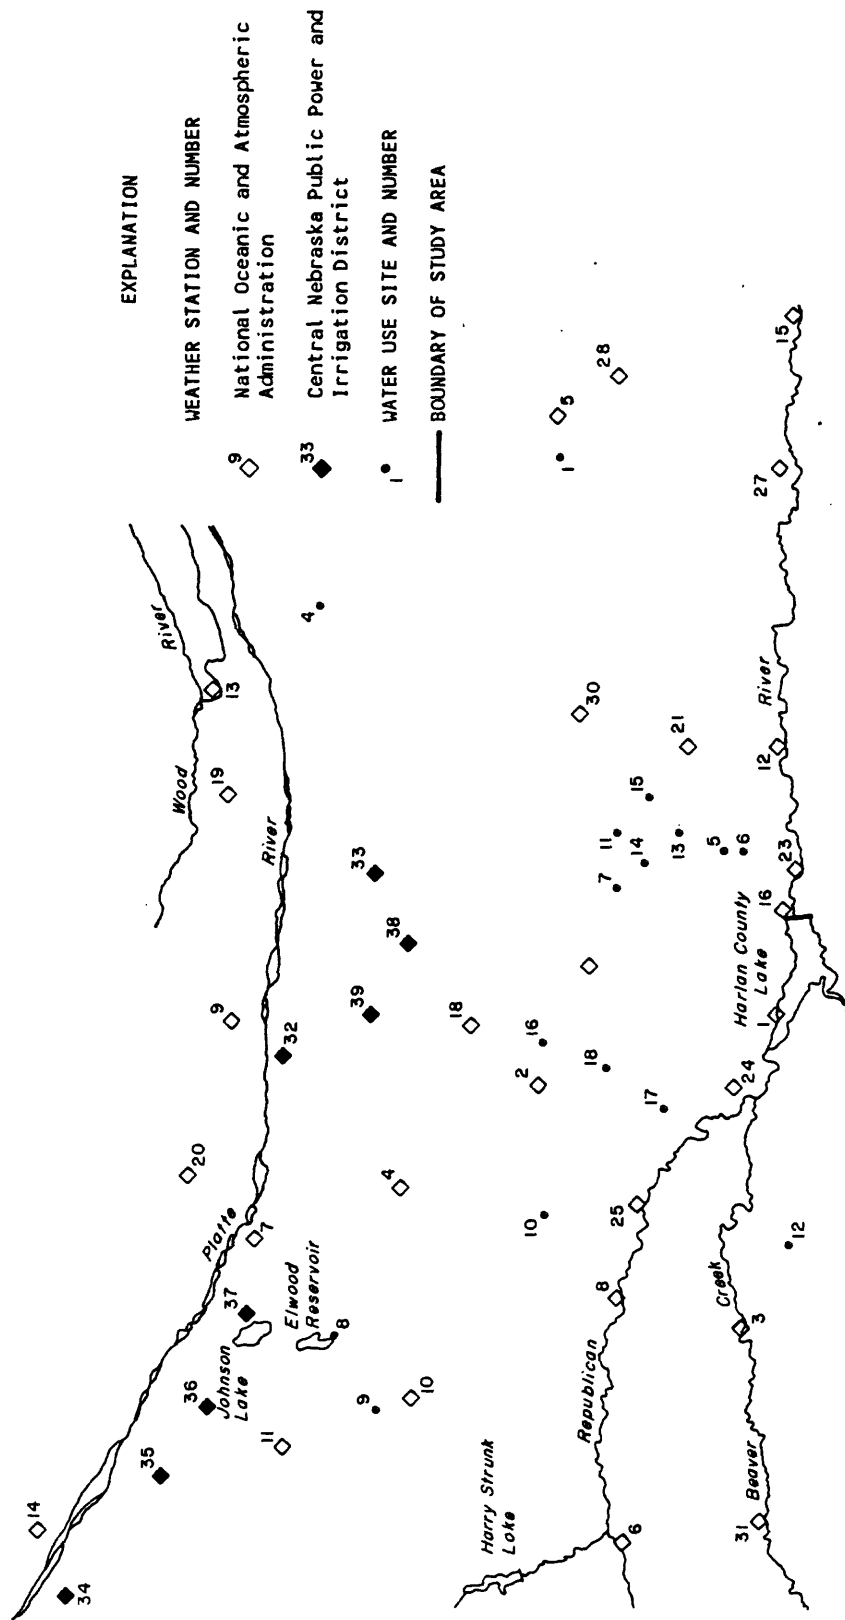 EXPLANATION
WEATHER STATION AND NUMBER
9
National Oceanic and Atmospheric
Administration
33
Central Nebraska Public Power and
Irrigation District
1
WATER USE SITE AND NUMBER
BOUNDARY OF STUDY AREA
34
14
35
36
11
37
Johnson
Lake
Elwood
Reservoir
8
9
10
Platte
7
20
4
9
32
39
38
33
River
Wood
River
19
13
4
18
2
16
18
17
10
30
21
15
11
14
7
13
5
6
1
5
28
Harry Strunk
Lake
6
Republican
8
25
24
Harlan County
Lake
1
16
23
12
River
27
15
Beaver
Creek
31
3
12